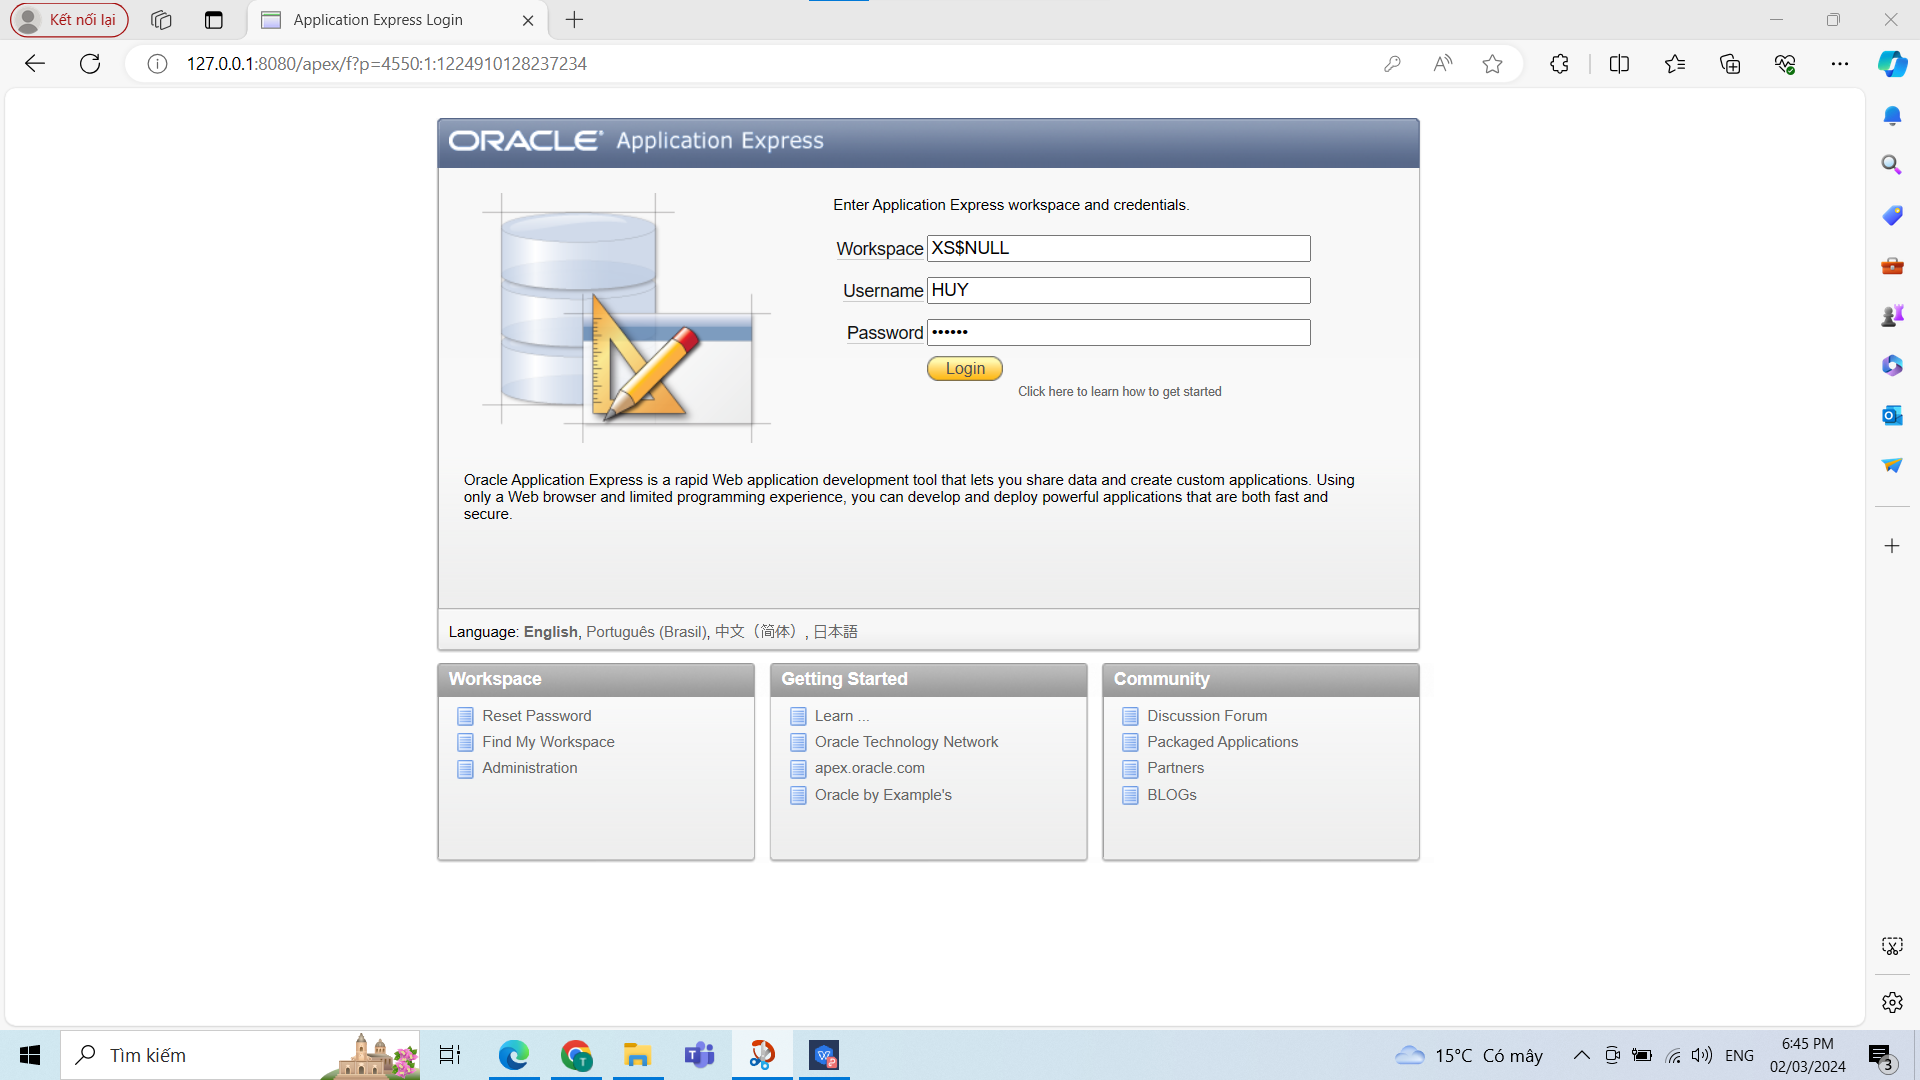 Kết nối lại
Application Express Login
127.0.0.1:8080/apex/f?p=4550:1:1224910128237234
ORACLE® Application Express
Enter Application Express workspace and credentials.
Workspace XS$NULL
Username HUY
Password ••••••
Login
Click here to learn how to get started
Oracle Application Express is a rapid Web application development tool that lets you share data and create custom applications. Using
only a Web browser and limited programming experience, you can develop and deploy powerful applications that are both fast and
secure.
Language: English, Português (Brasil), 中文（简体）, 日本語
Workspace
Reset Password
Find My Workspace
Administration
Getting Started
Learn ...
Oracle Technology Network
apex.oracle.com
Oracle by Example's
Community
Discussion Forum
Packaged Applications
Partners
BLOGs
Tìm kiếm
15°C Có mây
ENG
6:45 PM
02/03/2024
3